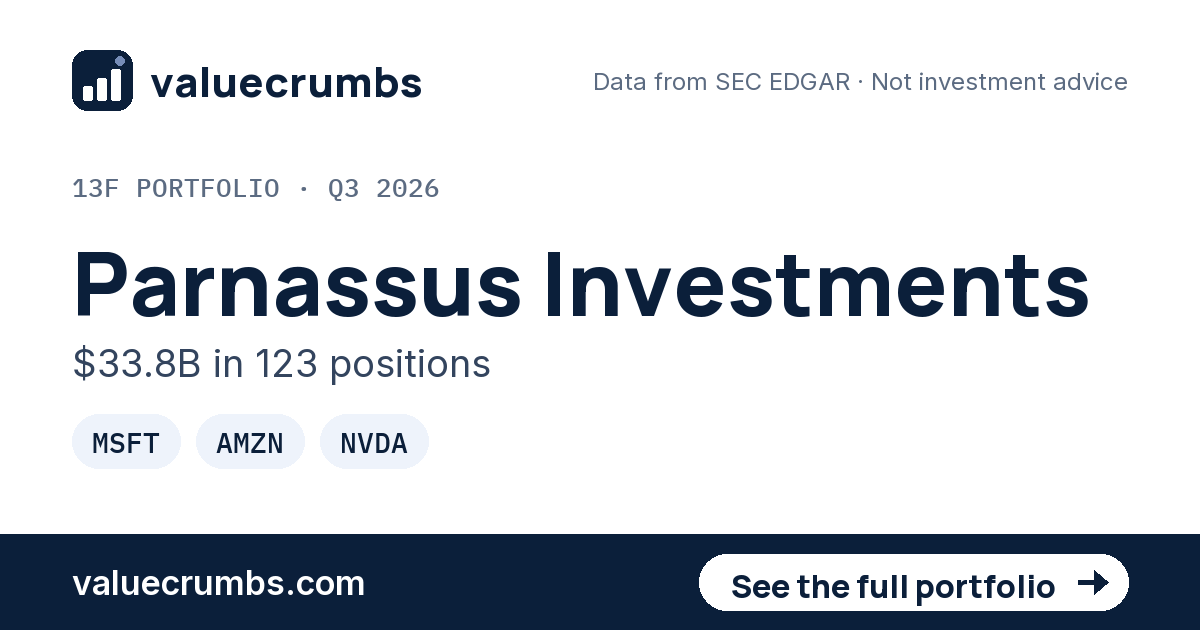 valuecrumbs
Data from SEC EDGAR · Not investment advice
13F PORTFOLIO · Q3 2026
Parnassus Investments
$33.8B in 123 positions
MSFT AMZN NVDA
valuecrumbs.com
See the full portfolio →